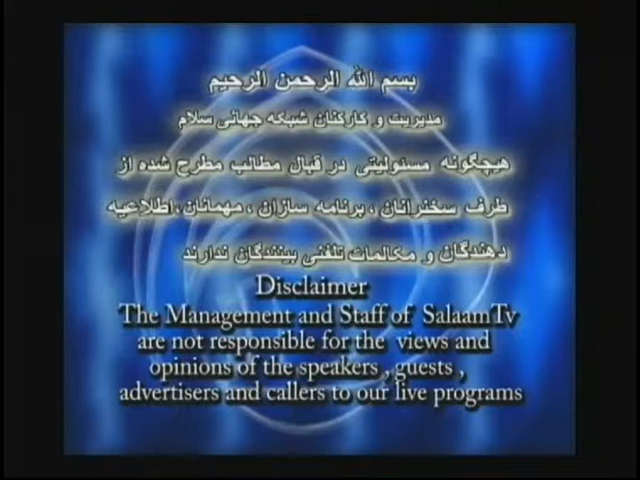 بسم الله الرحمن الرحیم
مدیریت و کارکنان شبکه جهانی سلام
هیچگونه مسئولیتی در قبال مطالب مطرح شده از
طرف سخنرانان ، برنامه سازان ، مهمانان، اطلاعیه
دهندگان و مکالمات تلفنی بینندگان ندارند
Disclaimer
The Management and Staff of SalaamTv
are not responsible for the views and
opinions of the speakers , guests ,
advertisers and callers to our live programs